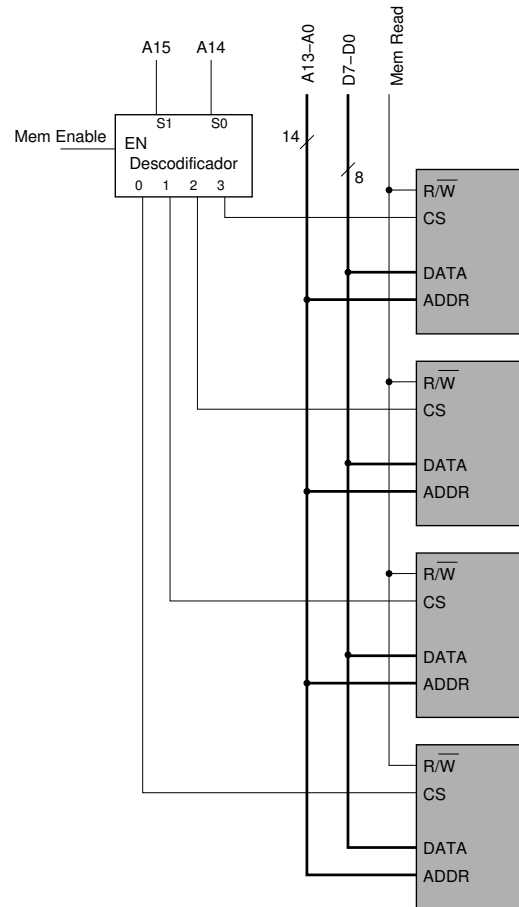 A15 A14
A13−A0
D7−D0
Mem Read
S1 S0
Mem Enable
EN
Descodificador
0 1 2 3
14
8
R/W̅
CS
DATA
ADDR
R/W̅
CS
DATA
ADDR
R/W̅
CS
DATA
ADDR
R/W̅
CS
DATA
ADDR